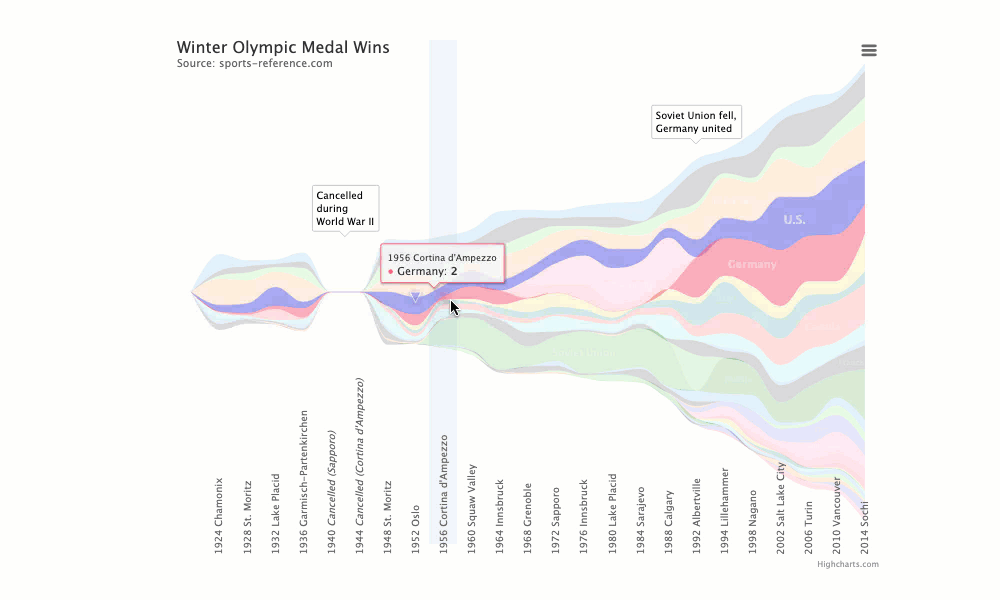 Winter Olympic Medal Wins
Source: sports-reference.com
Soviet Union fell,
Germany united
Cancelled
during
World War II
1956 Cortina d'Ampezzo
● Germany: 2
U.S.
Germany
Canada
1924 Chamonix
1928 St. Moritz
1932 Lake Placid
1936 Garmisch-Partenkirchen
1940 Cancelled (Sapporo)
1944 Cancelled (Cortina d'Ampezzo)
1948 St. Moritz
1952 Oslo
1956 Cortina d'Ampezzo
1960 Squaw Valley
1964 Innsbruck
1968 Grenoble
1972 Sapporo
1976 Innsbruck
1980 Lake Placid
1984 Sarajevo
1988 Calgary
1992 Albertville
1994 Lillehammer
1998 Nagano
2002 Salt Lake City
2006 Turin
2010 Vancouver
2014 Sochi
Highcharts.com